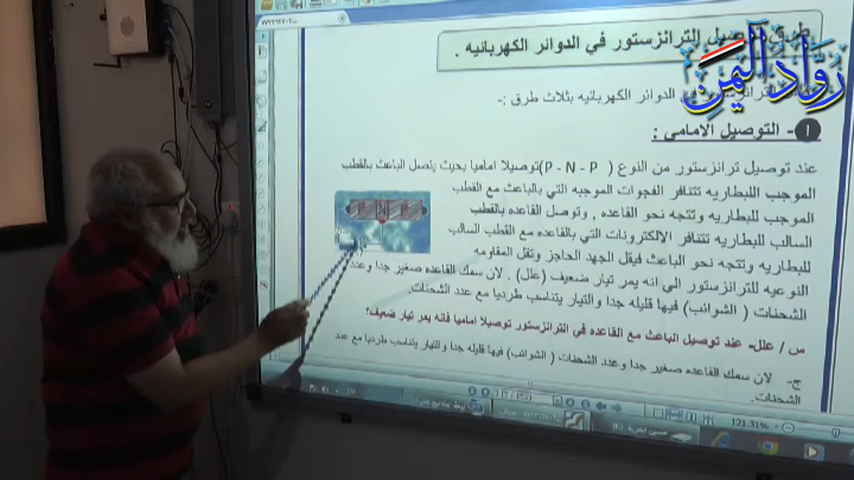 طرق توصيل الترانزستور في الدوائر الكهربائيه .
رواد اليمن
الترانزستور في الدوائر الكهربائيه بثلاث طرق :-
١- التوصيل الامامي :
عند توصيل ترانزستور من النوع ( P - N - P ) توصيلا اماميا بحيث يتصل الباعث بالقطب
الموجب للبطاريه تتنافر الفجوات الموجبه التي بالباعث مع القطب
الموجب للبطاريه وتتجه نحو القاعده , وتوصل القاعده بالقطب
السالب للبطاريه تتنافر الالكترونات التي بالقاعده مع القطب السالب
للبطاريه وتتجه نحو الباعث فيقل الجهد الحاجز وتقل المقاومه
النوعيه للترانزستور الي انه يمر تيار ضعيف (علل) . لان سمك القاعده صغير جدا وعند
الشحنات ( الشوائب) فيها قليله جدا والتيار يتناسب طرديا مع عدد الشحنات.
س / علل- عند توصيل الباعث مع القاعده في الترانزستور توصيلا اماميا فانه يمر تيار ضعيف؟
ج- لان سمك القاعده صغير جدا وعدد الشحنات ( الشوائب) فيها قليله جدا والتيار يتناسب طرديا مع عدد
الشحنات.
P N P
121.31%